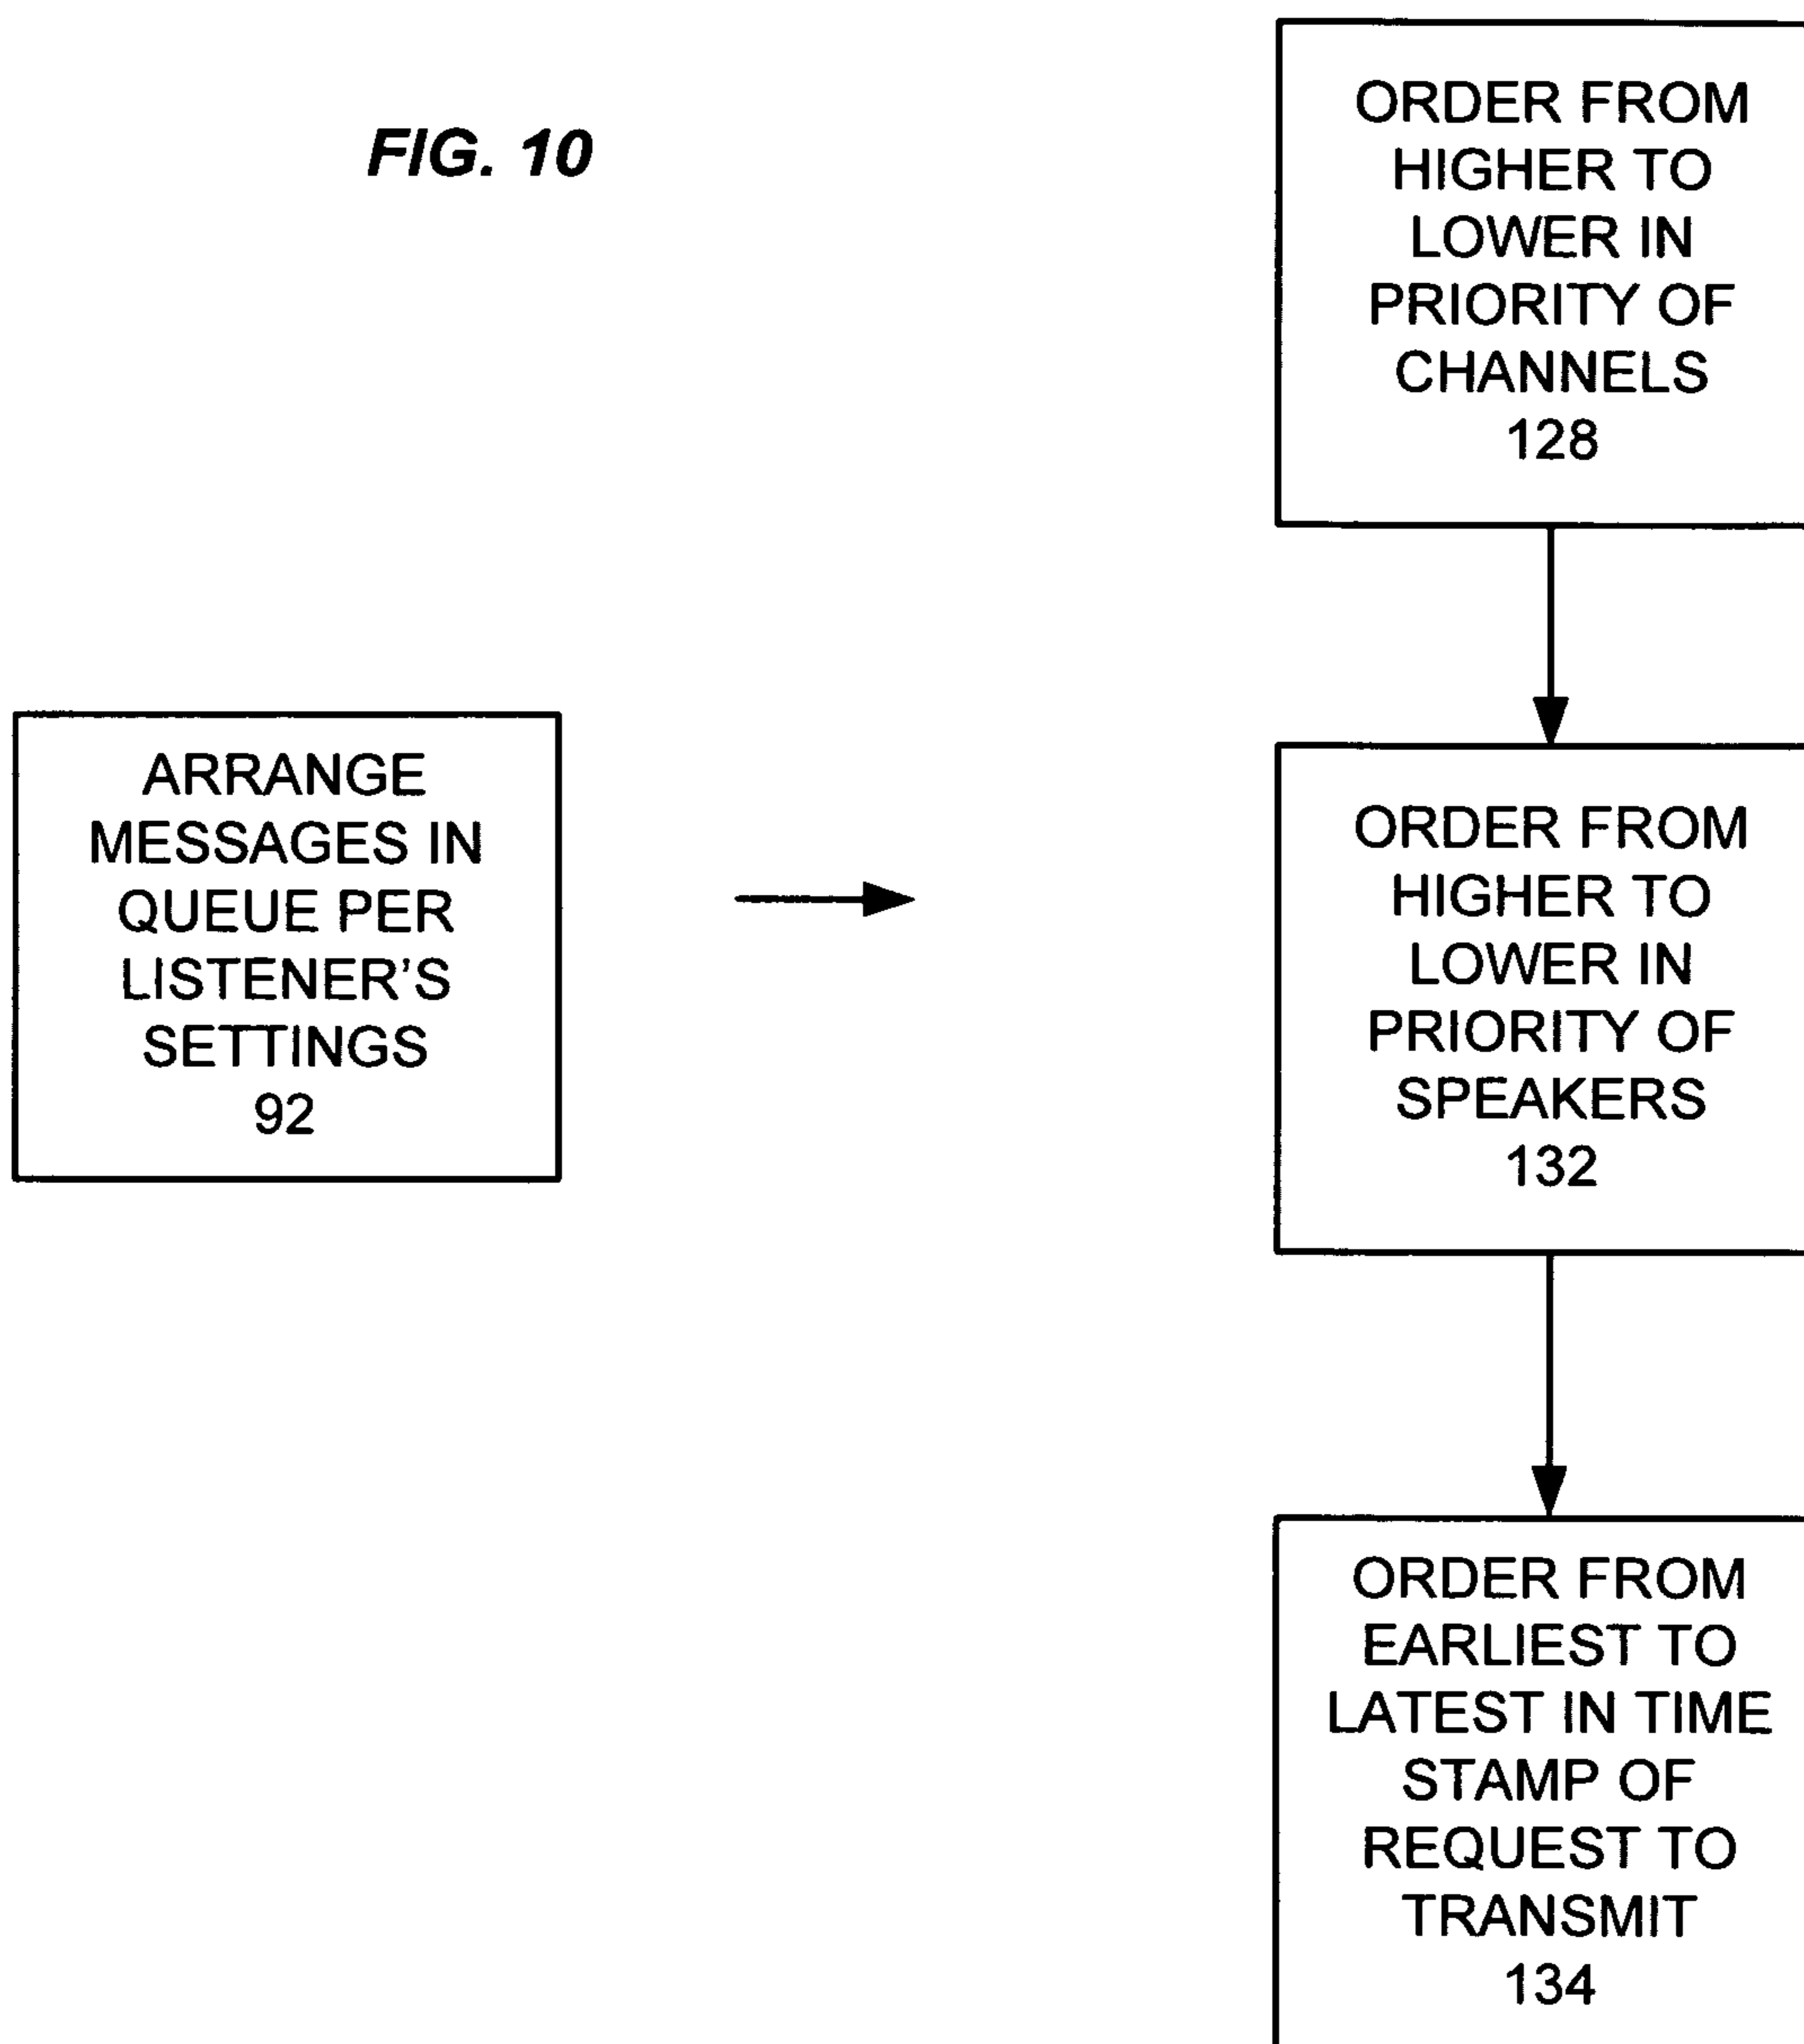 FIG. 10
ORDER FROM
HIGHER TO
LOWER IN
PRIORITY OF
CHANNELS
128
ARRANGE
MESSAGES IN
QUEUE PER
LISTENER'S
SETTINGS
92
ORDER FROM
HIGHER TO
LOWER IN
PRIORITY OF
SPEAKERS
132
ORDER FROM
EARLIEST TO
LATEST IN TIME
STAMP OF
REQUEST TO
TRANSMIT
134